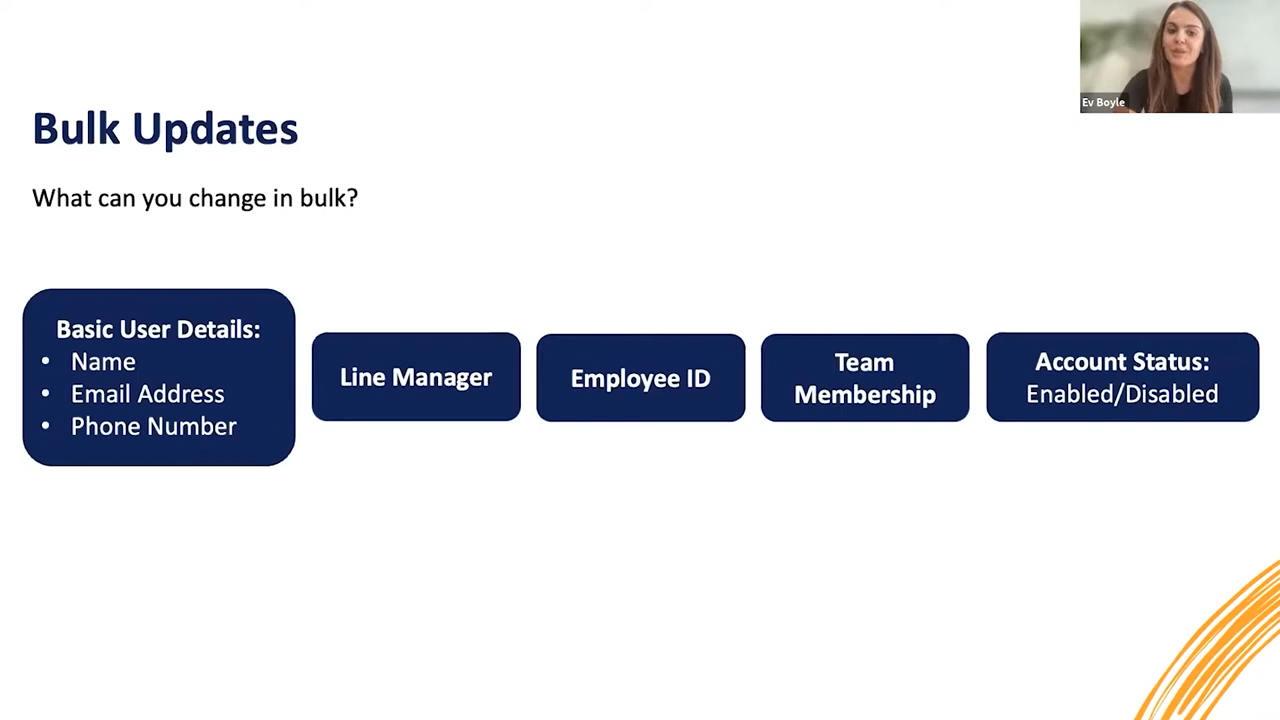 Ev Boyle
Bulk Updates
What can you change in bulk?
Basic User Details:
• Name
• Email Address
• Phone Number
Line Manager
Employee ID
Team
Membership
Account Status:
Enabled/Disabled